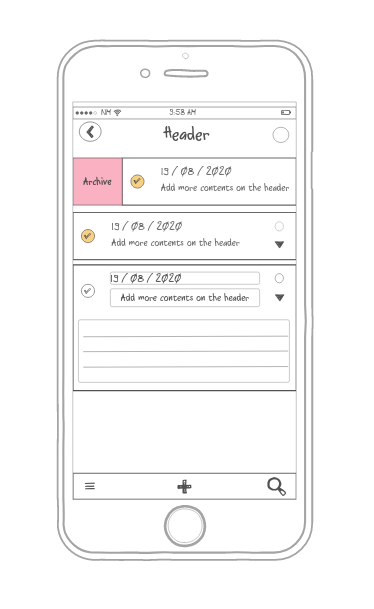 NM 9:58 AM
Header
19 / 08 / 2020
Archive
Add more contents on the header
19 / 08 / 2020
Add more contents on the header
19 / 08 / 2020
Add more contents on the header